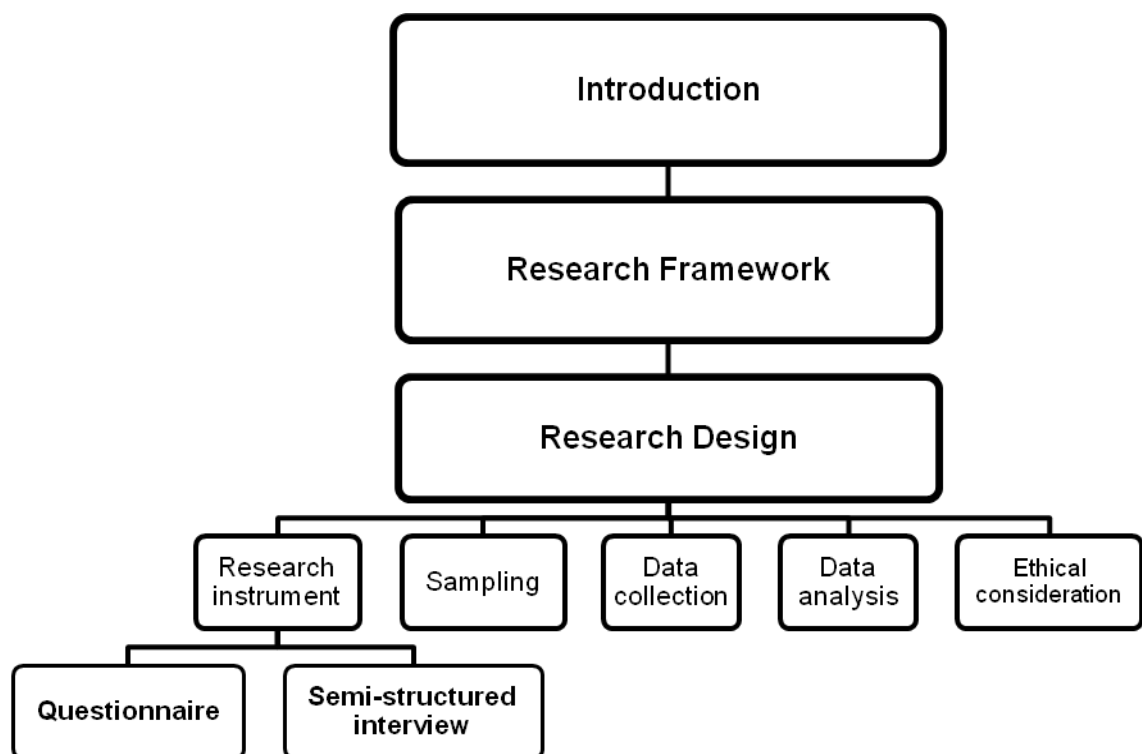 Introduction
Research Framework
Research Design
Research
instrument
Sampling
Data
collection
Data
analysis
Ethical
consideration
Questionnaire
Semi-structured
interview